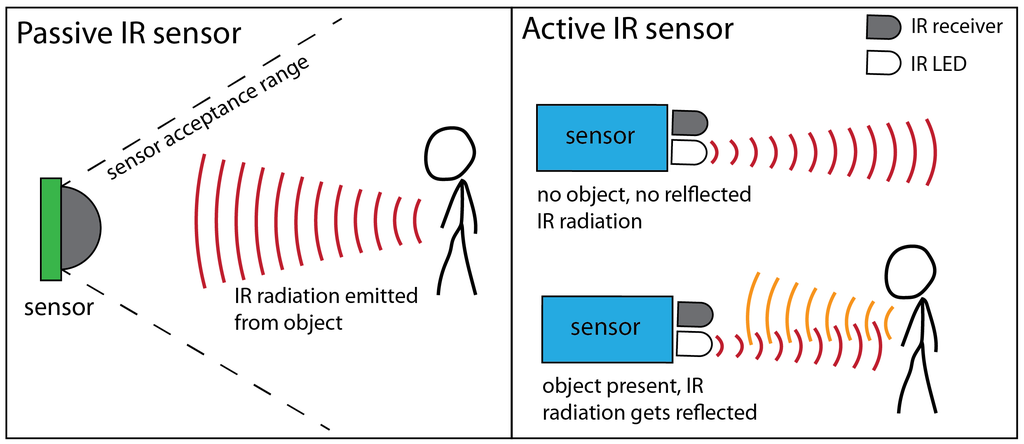 Passive IR sensor
sensor acceptance range
sensor
IR radiation emitted
from object
Active IR sensor
IR receiver
IR LED
sensor
no object, no relflected
IR radiation
sensor
object present, IR
radiation gets reflected